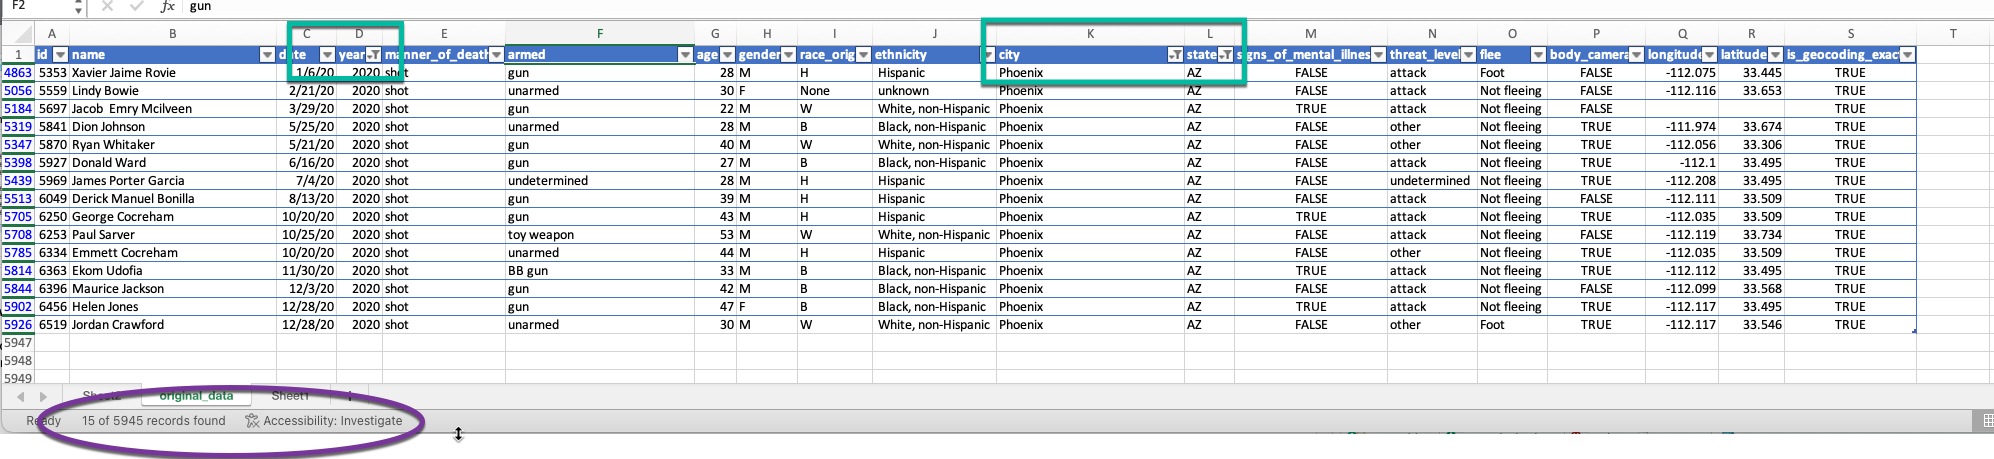 F2 fx gun
A B C D E F G H I J K L M N O P Q R S T
1 id name date year manner_of_death armed age gender race_orig ethnicity city state signs_of_mental_illnes threat_level flee body_camera longitude latitude is_geocoding_exac
4863 5353 Xavier Jaime Rovie 1/6/20 2020 shot gun 28 M H Hispanic Phoenix AZ FALSE attack Foot FALSE -112.075 33.445 TRUE
5056 5559 Lindy Bowie 2/21/20 2020 shot unarmed 30 F None unknown Phoenix AZ FALSE attack Not fleeing FALSE -112.116 33.653 TRUE
5184 5697 Jacob  Emry Mcilveen 3/29/20 2020 shot gun 22 M W White, non-Hispanic Phoenix AZ TRUE attack Not fleeing FALSE TRUE
5319 5841 Dion Johnson 5/25/20 2020 shot unarmed 28 M B Black, non-Hispanic Phoenix AZ FALSE other Not fleeing TRUE -111.974 33.674 TRUE
5347 5870 Ryan Whitaker 5/21/20 2020 shot gun 40 M W White, non-Hispanic Phoenix AZ FALSE other Not fleeing TRUE -112.056 33.306 TRUE
5398 5927 Donald Ward 6/16/20 2020 shot gun 27 M B Black, non-Hispanic Phoenix AZ FALSE attack Not fleeing TRUE -112.1 33.495 TRUE
5439 5969 James Porter Garcia 7/4/20 2020 shot undetermined 28 M H Hispanic Phoenix AZ FALSE undetermined Not fleeing TRUE -112.208 33.495 TRUE
5513 6049 Derick Manuel Bonilla 8/13/20 2020 shot gun 39 M H Hispanic Phoenix AZ FALSE attack Not fleeing TRUE -112.111 33.509 TRUE
5705 6250 George Cocreham 10/20/20 2020 shot gun 43 M H Hispanic Phoenix AZ TRUE attack Not fleeing TRUE -112.035 33.509 TRUE
5708 6253 Paul Sarver 10/25/20 2020 shot toy weapon 53 M W White, non-Hispanic Phoenix AZ FALSE attack Not fleeing FALSE -112.119 33.734 TRUE
5785 6334 Emmett Cocreham 10/20/20 2020 shot unarmed 44 M H Hispanic Phoenix AZ FALSE other Not fleeing TRUE -112.035 33.509 TRUE
5814 6363 Ekom Udofia 11/30/20 2020 shot BB gun 33 M B Black, non-Hispanic Phoenix AZ TRUE attack Not fleeing TRUE -112.112 33.495 TRUE
5844 6396 Maurice Jackson 12/3/20 2020 shot gun 42 M B Black, non-Hispanic Phoenix AZ FALSE attack Not fleeing FALSE -112.099 33.568 TRUE
5902 6456 Helen Jones 12/28/20 2020 shot gun 47 F B Black, non-Hispanic Phoenix AZ TRUE attack Not fleeing TRUE -112.117 33.495 TRUE
5926 6519 Jordan Crawford 12/28/20 2020 shot unarmed 30 M W White, non-Hispanic Phoenix AZ FALSE other Foot TRUE -112.117 33.546 TRUE
5947
5948
5949
Sheet2 original_data Sheet1
Ready 15 of 5945 records found Accessibility: Investigate